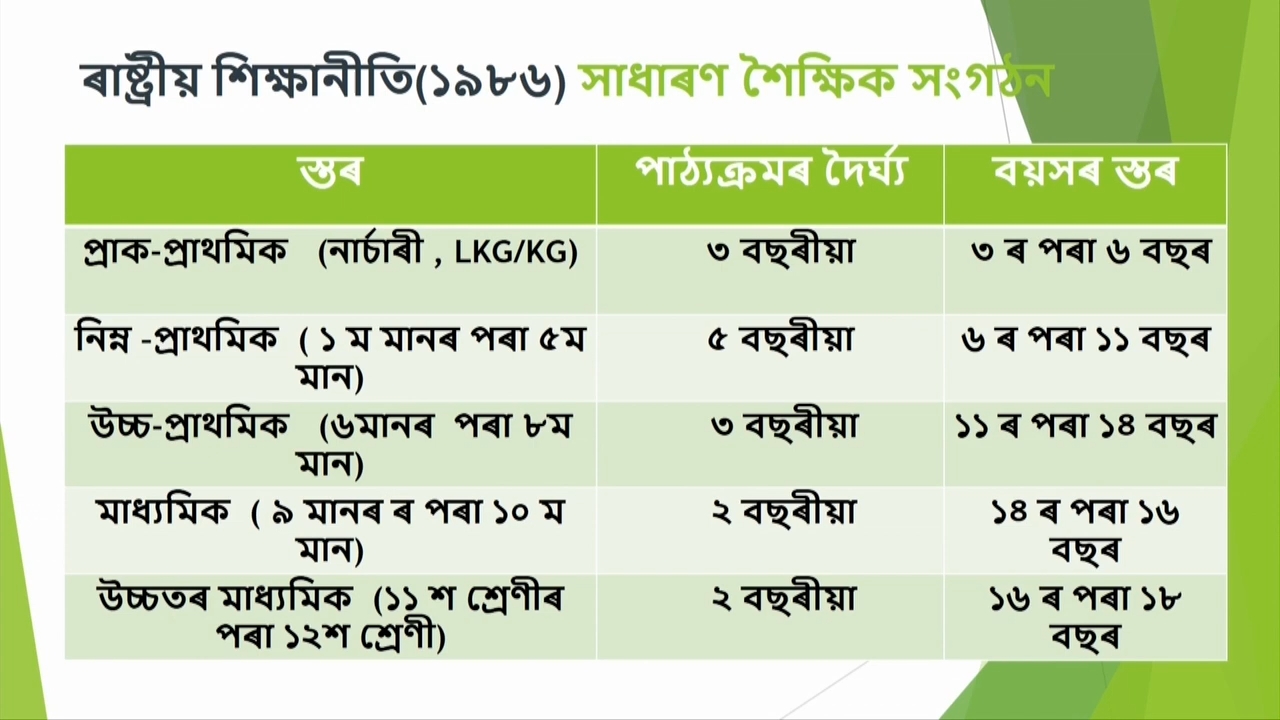 ৰাষ্ট্ৰীয় শিক্ষানীতি(১৯৮৬) সাধাৰণ শৈক্ষিক সংগঠন
স্তৰ পাঠ্যক্ৰমৰ দৈৰ্ঘ্য বয়সৰ স্তৰ
প্ৰাক-প্ৰাথমিক (নাৰ্চাৰী , LKG/KG) ৩ বছৰীয়া ৩ ৰ পৰা ৬ বছৰ
নিম্ন -প্ৰাথমিক ( ১ ম মানৰ পৰা ৫ম
মান) ৫ বছৰীয়া ৬ ৰ পৰা ১১ বছৰ
উচ্চ-প্ৰাথমিক (৬মানৰ পৰা ৮ম
মান) ৩ বছৰীয়া ১১ ৰ পৰা ১৪ বছৰ
মাধ্যমিক ( ৯ মানৰ ৰ পৰা ১০ ম
মান) ২ বছৰীয়া ১৪ ৰ পৰা ১৬
বছৰ
উচ্চতৰ মাধ্যমিক (১১ শ শ্ৰেণীৰ
পৰা ১২শ শ্ৰেণী) ২ বছৰীয়া ১৬ ৰ পৰা ১৮
বছৰ